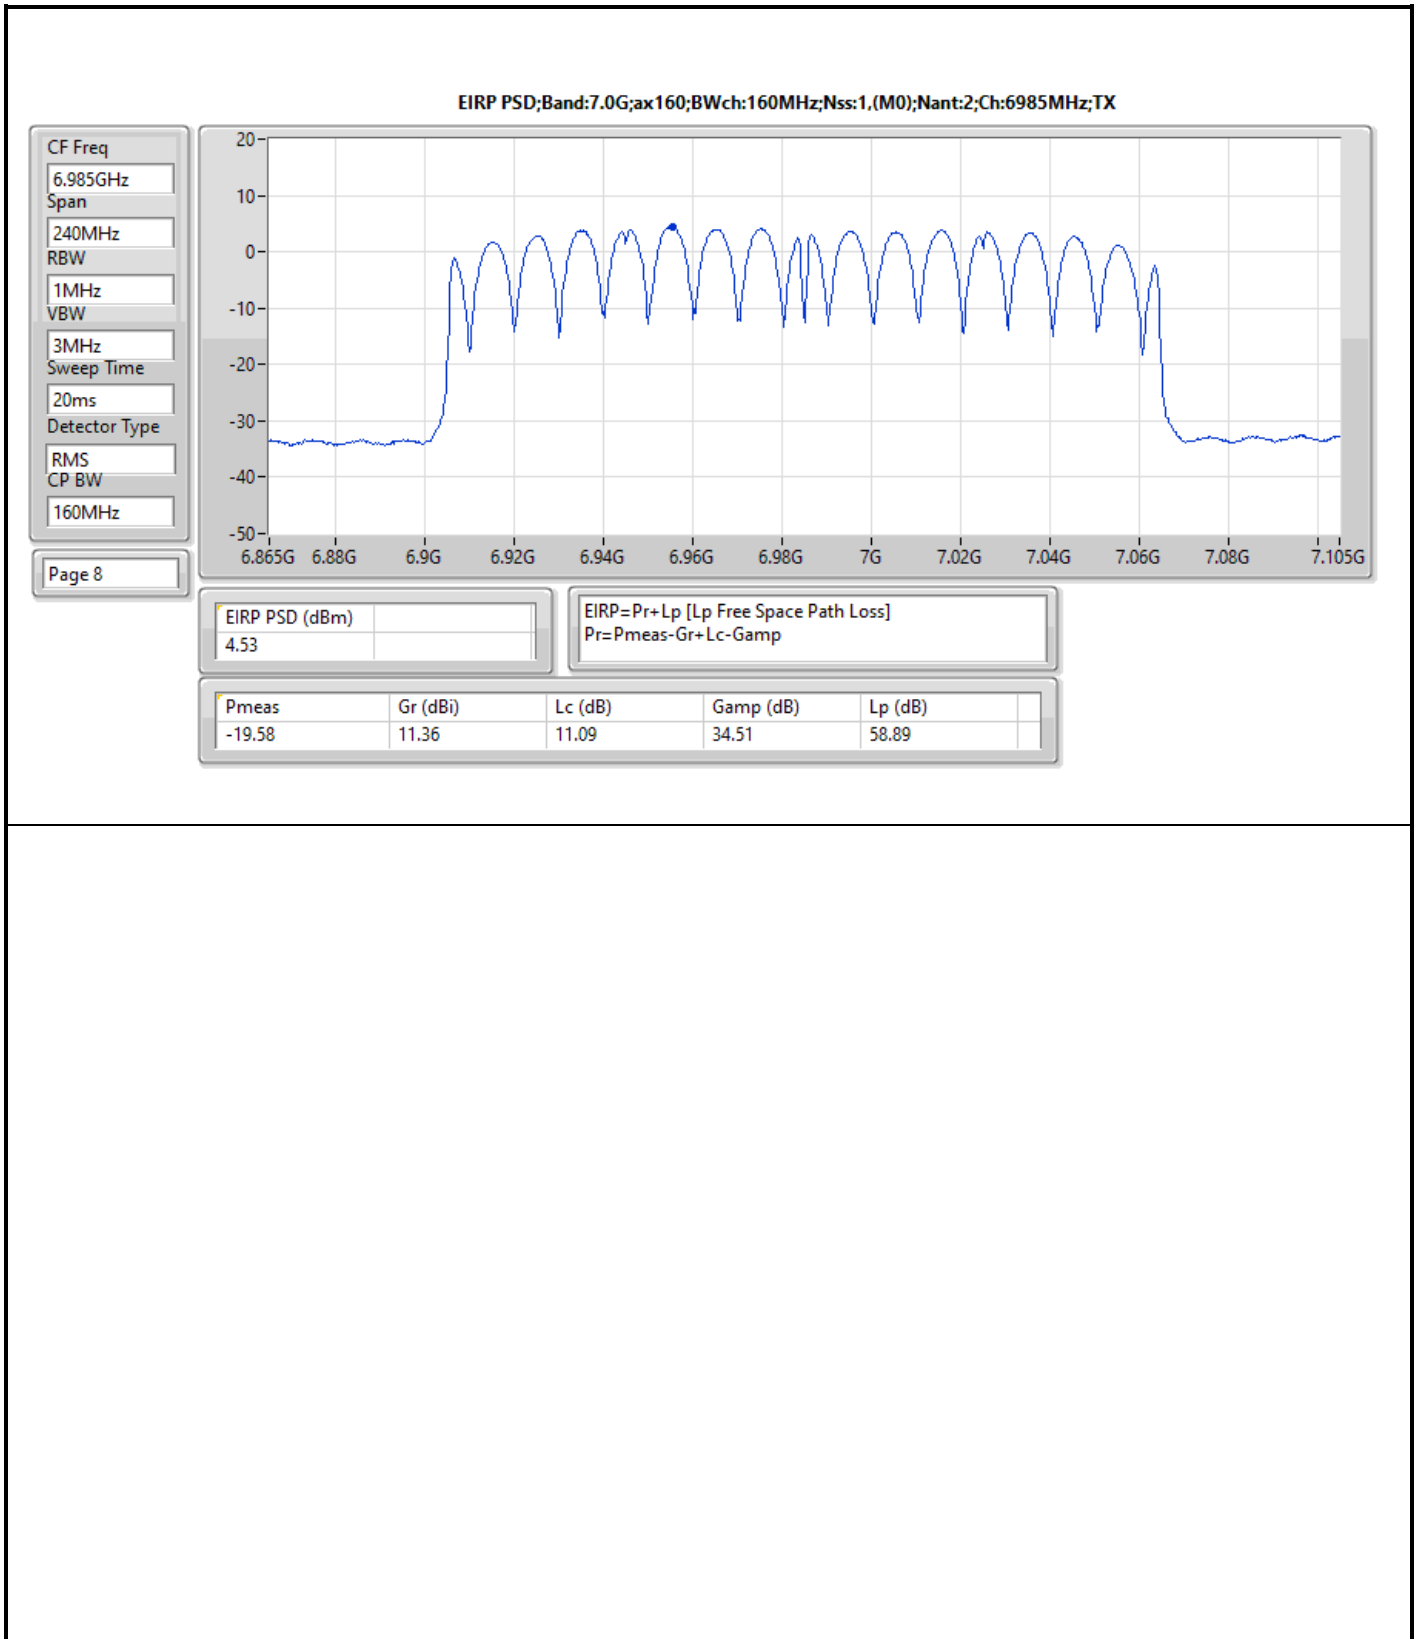 EIRP PSD;Band:7.0G;ax160;BWch:160MHz;Nss:1,(M0);Nant:2;Ch:6985MHz;TX
CF Freq
6.985GHz
Span
240MHz
RBW
1MHz
VBW
3MHz
Sweep Time
20ms
Detector Type
RMS
CP BW
160MHz
Page 8
20
10
0
-10
-20
-30
-40
-50
6.865G 6.88G 6.9G 6.92G 6.94G 6.96G 6.98G 7G 7.02G 7.04G 7.06G 7.08G 7.105G
EIRP PSD (dBm)
4.53
EIRP=Pr+Lp [Lp Free Space Path Loss]
Pr=Pmeas-Gr+Lc-Gamp
Pmeas Gr (dBi) Lc (dB) Gamp (dB) Lp (dB)
-19.58 11.36 11.09 34.51 58.89